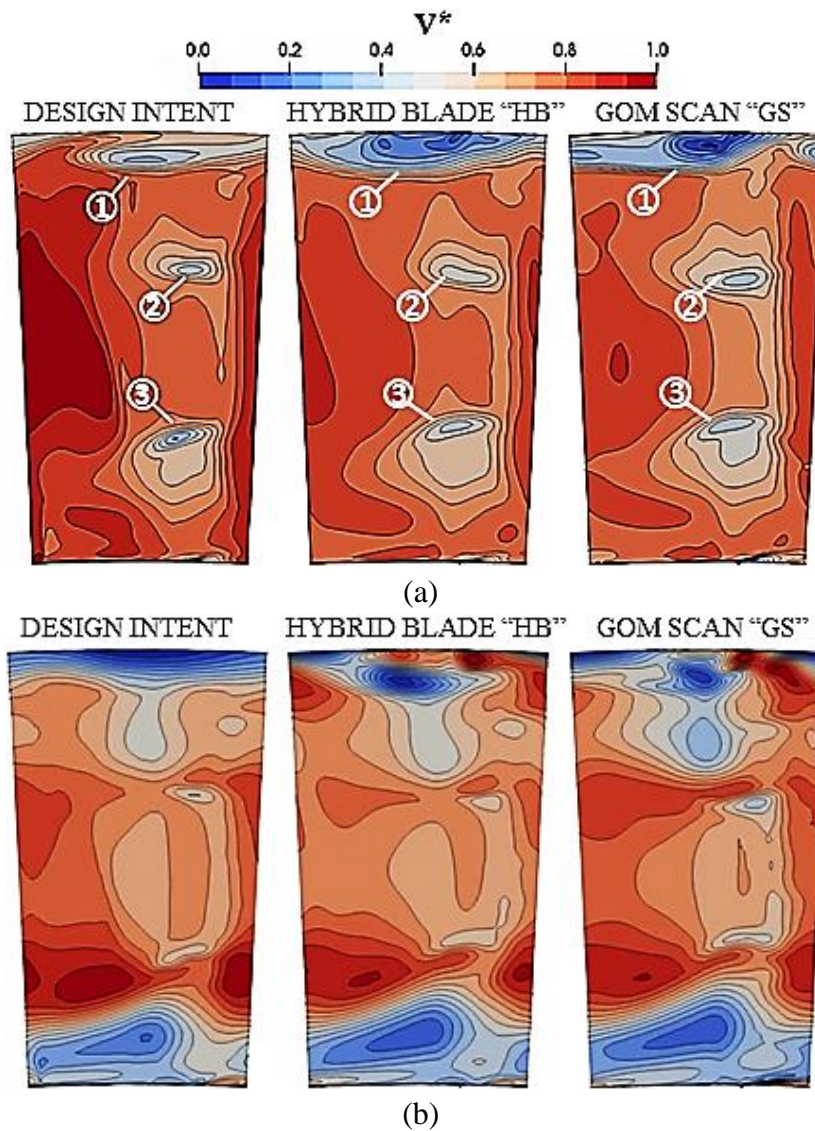 V*
0.0 0.2 0.4 0.6 0.8 1.0
DESIGN INTENT HYBRID BLADE “HB” GOM SCAN “GS”
① ① ①
② ② ②
③ ③ ③
(a)
DESIGN INTENT HYBRID BLADE “HB” GOM SCAN “GS”
(b)